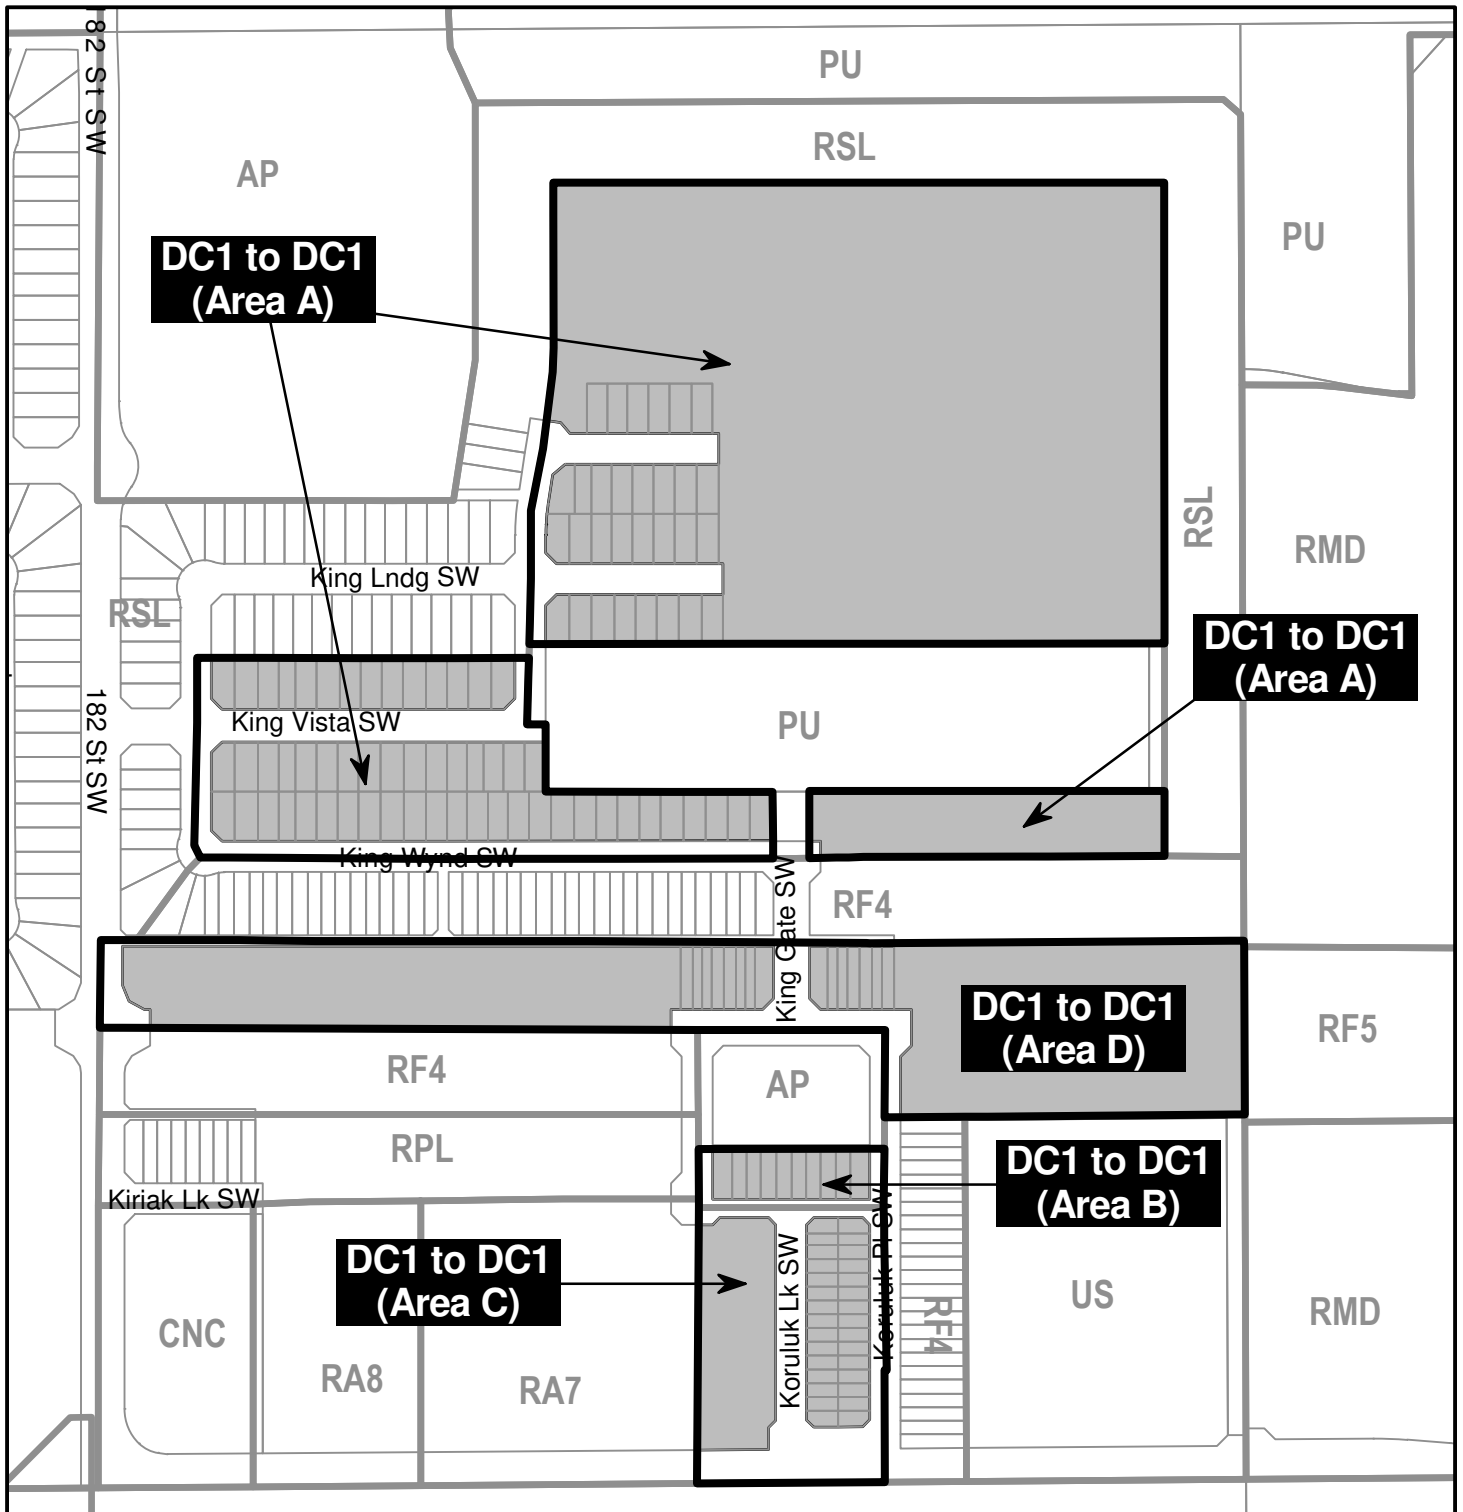 182 St SW
PU
RSL
AP
PU
DC1 to DC1
(Area A)
RSL
RMD
King Lndg SW
RSL
DC1 to DC1
(Area A)
182 St SW
King Vista SW
PU
King Wynd SW
King Gate SW
RF4
DC1 to DC1
(Area D)
RF5
RF4
AP
RPL
DC1 to DC1
(Area B)
Kiriak Lk SW
DC1 to DC1
(Area C)
Koruluk Lk SW
Koruluk Pl SW
RF4
US
CNC
RA8
RA7
RMD